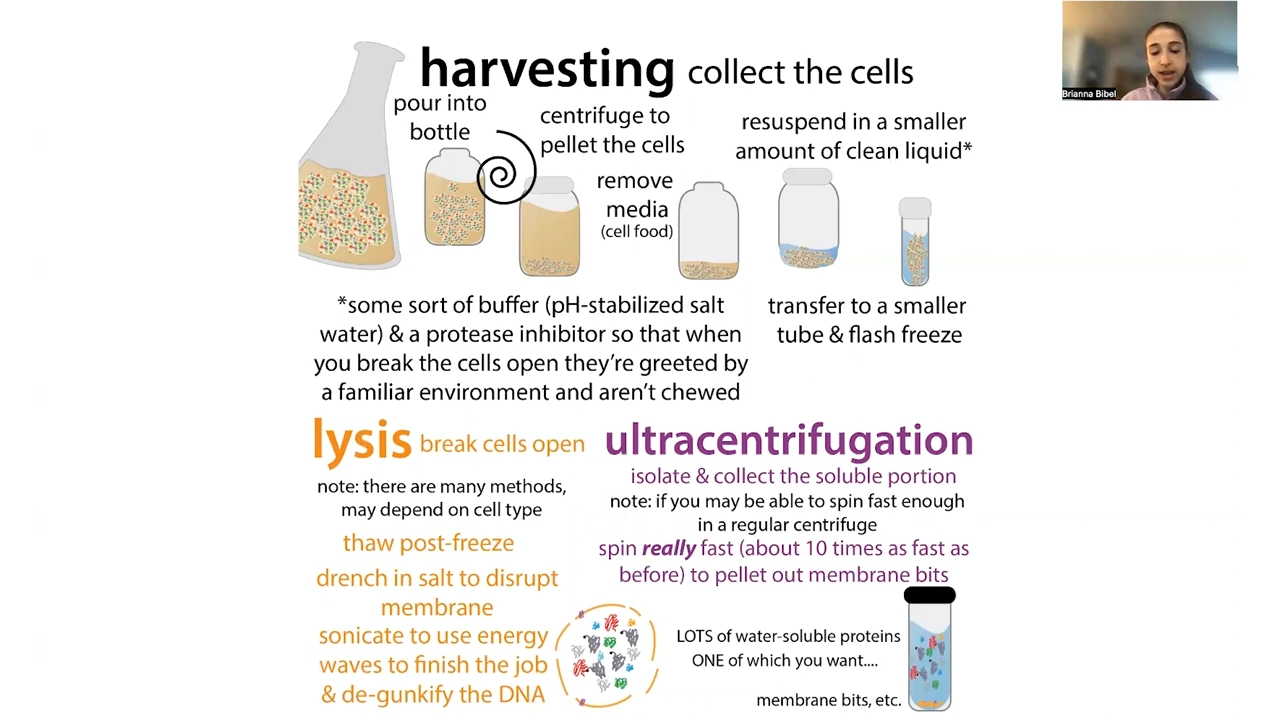 harvesting collect the cells
pour into
bottle
centrifuge to
pellet the cells
remove
media
(cell food)
resuspend in a smaller
amount of clean liquid*
*some sort of buffer (pH-stabilized salt
water) & a protease inhibitor so that when
you break the cells open they’re greeted by
a familiar environment and aren’t chewed
transfer to a smaller
tube & flash freeze
lysis break cells open
note: there are many methods,
may depend on cell type
thaw post-freeze
drench in salt to disrupt
membrane
sonicate to use energy
waves to finish the job
& de-gunkify the DNA
ultracentrifugation
isolate & collect the soluble portion
note: if you may be able to spin fast enough
in a regular centrifuge
spin really fast (about 10 times as fast as
before) to pellet out membrane bits
LOTS of water-soluble proteins
ONE of which you want....
membrane bits, etc.
Brianna Bibel